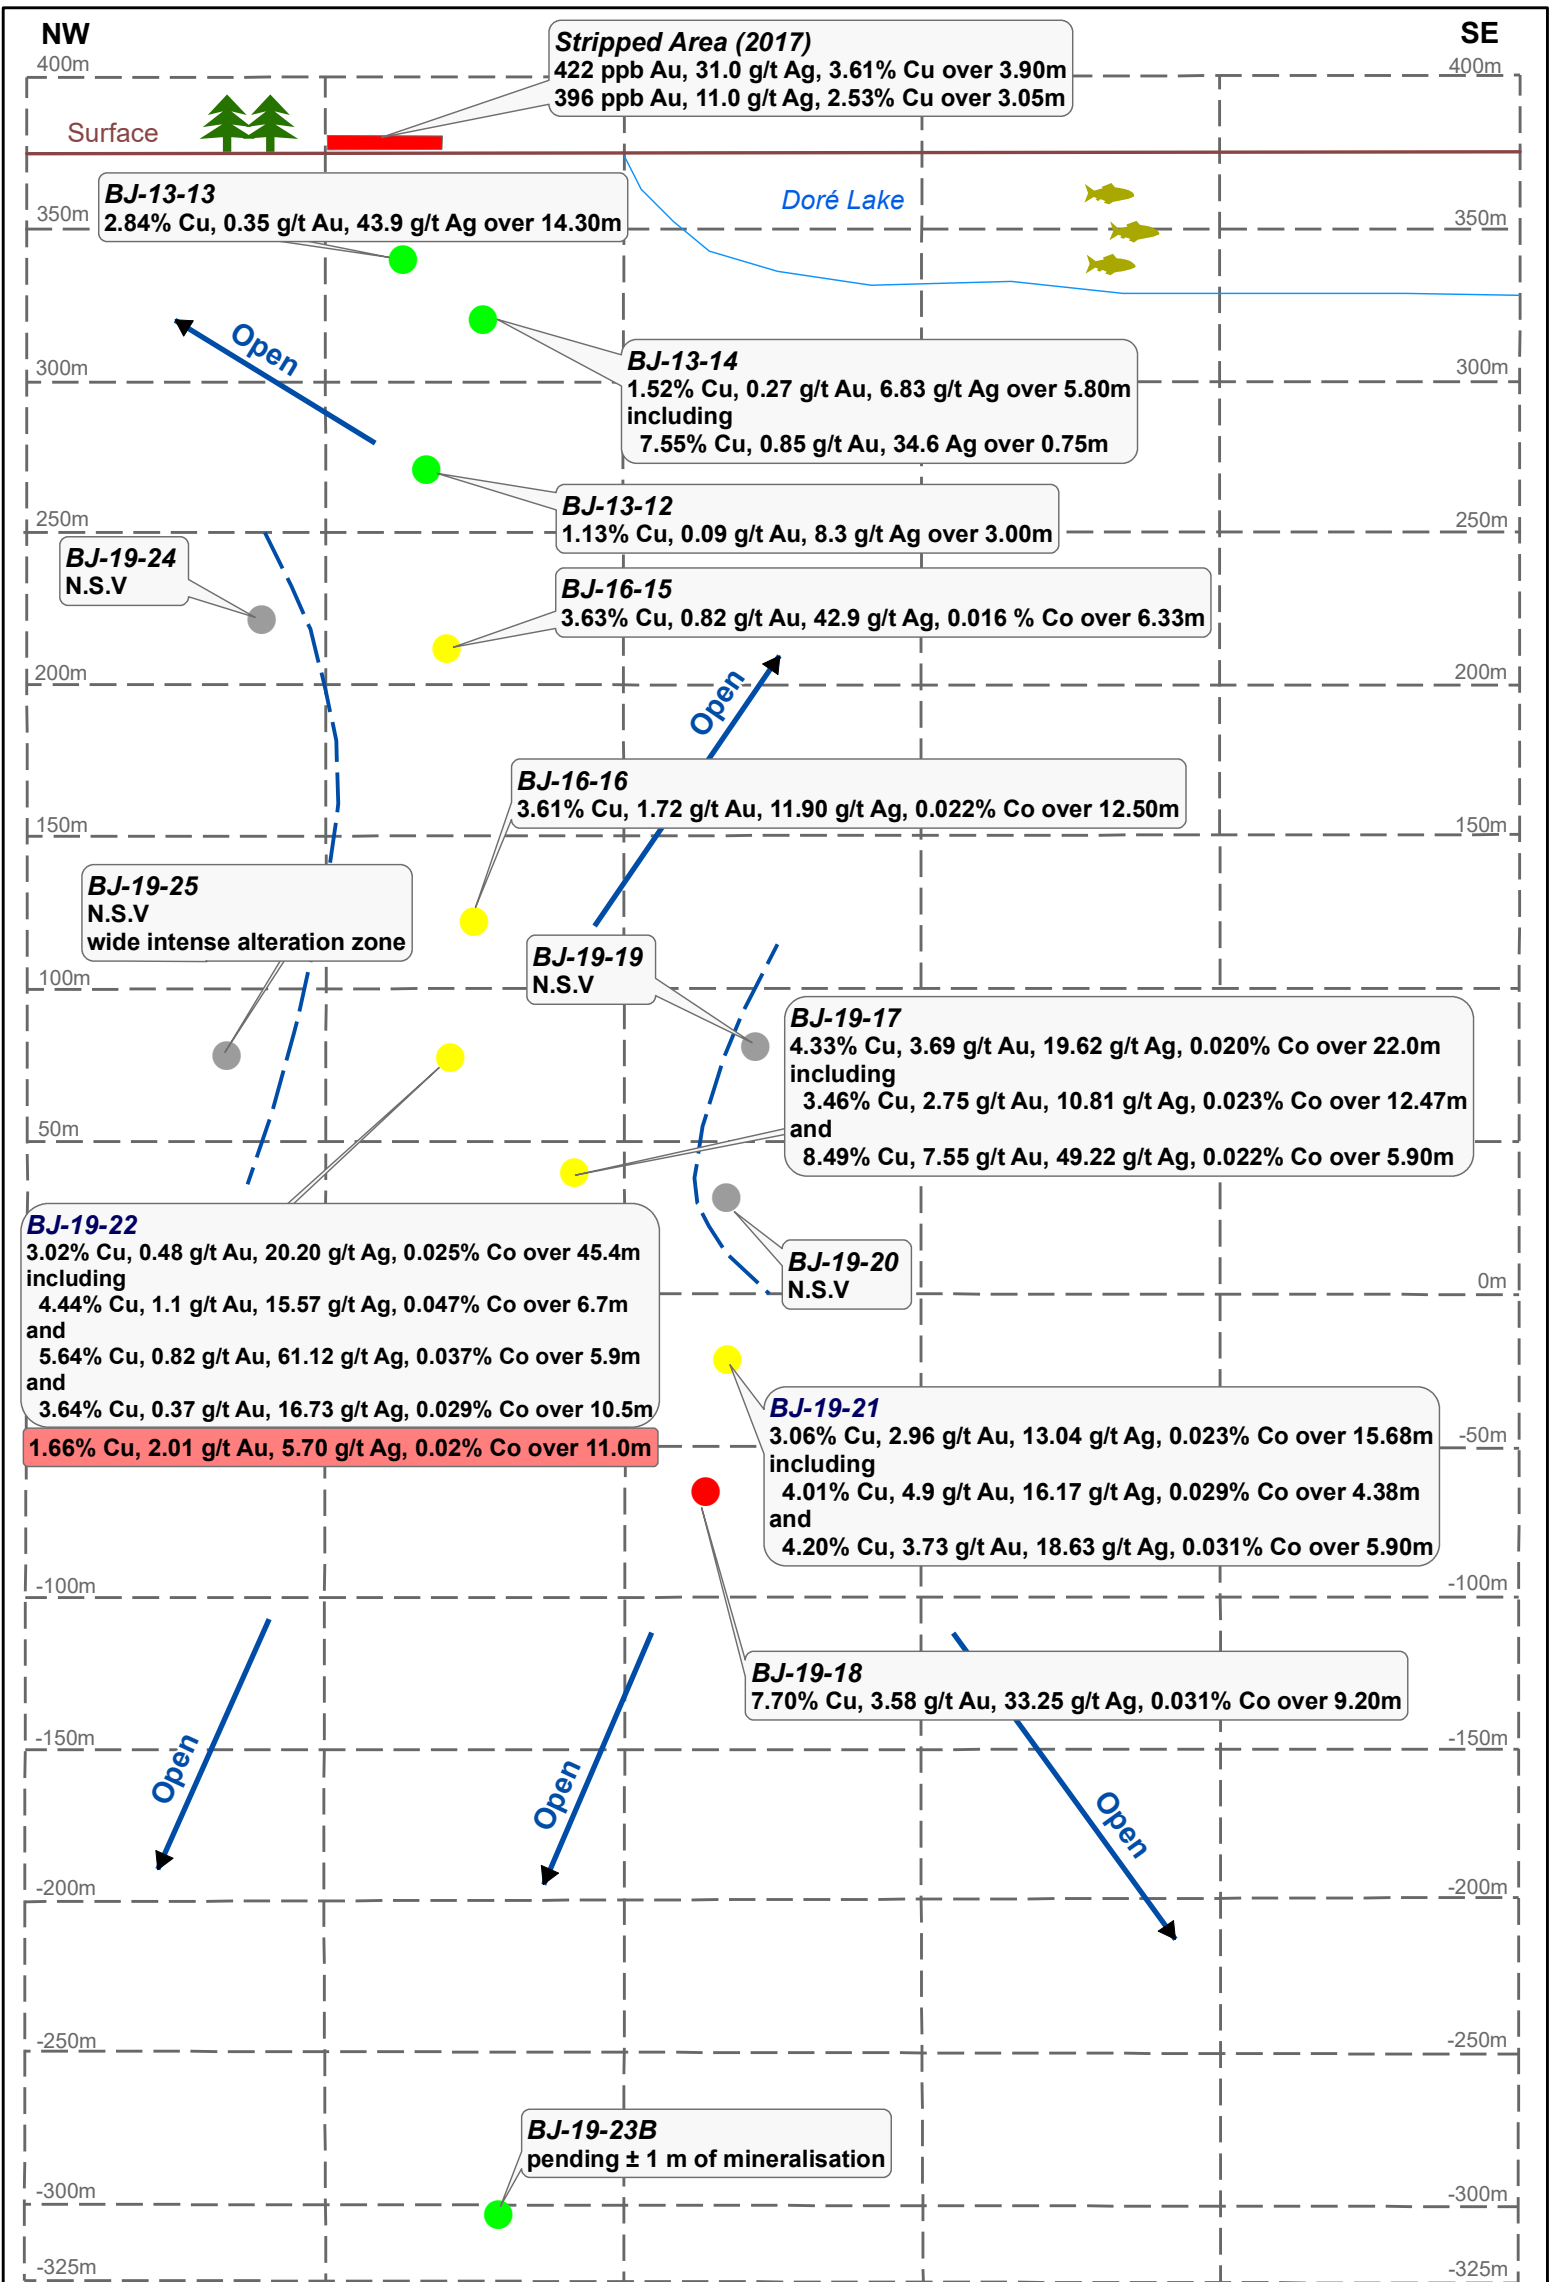 NW
SE
400m
400m
Stripped Area (2017)
422 ppb Au, 31.0 g/t Ag, 3.61% Cu over 3.90m
396 ppb Au, 11.0 g/t Ag, 2.53% Cu over 3.05m
Surface
BJ-13-13
2.84% Cu, 0.35 g/t Au, 43.9 g/t Ag over 14.30m
Doré Lake
350m
350m
Open
BJ-13-14
1.52% Cu, 0.27 g/t Au, 6.83 g/t Ag over 5.80m
including
7.55% Cu, 0.85 g/t Au, 34.6 Ag over 0.75m
300m
300m
BJ-13-12
1.13% Cu, 0.09 g/t Au, 8.3 g/t Ag over 3.00m
250m
250m
BJ-19-24
N.S.V
BJ-16-15
3.63% Cu, 0.82 g/t Au, 42.9 g/t Ag, 0.016 % Co over 6.33m
200m
200m
Open
BJ-16-16
3.61% Cu, 1.72 g/t Au, 11.90 g/t Ag, 0.022% Co over 12.50m
150m
150m
BJ-19-25
N.S.V
wide intense alteration zone
BJ-19-19
N.S.V
100m
100m
BJ-19-17
4.33% Cu, 3.69 g/t Au, 19.62 g/t Ag, 0.020% Co over 22.0m
including
3.46% Cu, 2.75 g/t Au, 10.81 g/t Ag, 0.023% Co over 12.47m
and
8.49% Cu, 7.55 g/t Au, 49.22 g/t Ag, 0.022% Co over 5.90m
50m
50m
BJ-19-22
3.02% Cu, 0.48 g/t Au, 20.20 g/t Ag, 0.025% Co over 45.4m
including
4.44% Cu, 1.1 g/t Au, 15.57 g/t Ag, 0.047% Co over 6.7m
and
5.64% Cu, 0.82 g/t Au, 61.12 g/t Ag, 0.037% Co over 5.9m
and
3.64% Cu, 0.37 g/t Au, 16.73 g/t Ag, 0.029% Co over 10.5m
1.66% Cu, 2.01 g/t Au, 5.70 g/t Ag, 0.02% Co over 11.0m
BJ-19-20
N.S.V
0m
BJ-19-21
3.06% Cu, 2.96 g/t Au, 13.04 g/t Ag, 0.023% Co over 15.68m
including
4.01% Cu, 4.9 g/t Au, 16.17 g/t Ag, 0.029% Co over 4.38m
and
4.20% Cu, 3.73 g/t Au, 18.63 g/t Ag, 0.031% Co over 5.90m
-50m
-100m
-100m
BJ-19-18
7.70% Cu, 3.58 g/t Au, 33.25 g/t Ag, 0.031% Co over 9.20m
-150m
-150m
Open
Open
Open
-200m
-200m
-250m
-250m
BJ-19-23B
pending ± 1 m of mineralisation
-300m
-300m
-325m
-325m